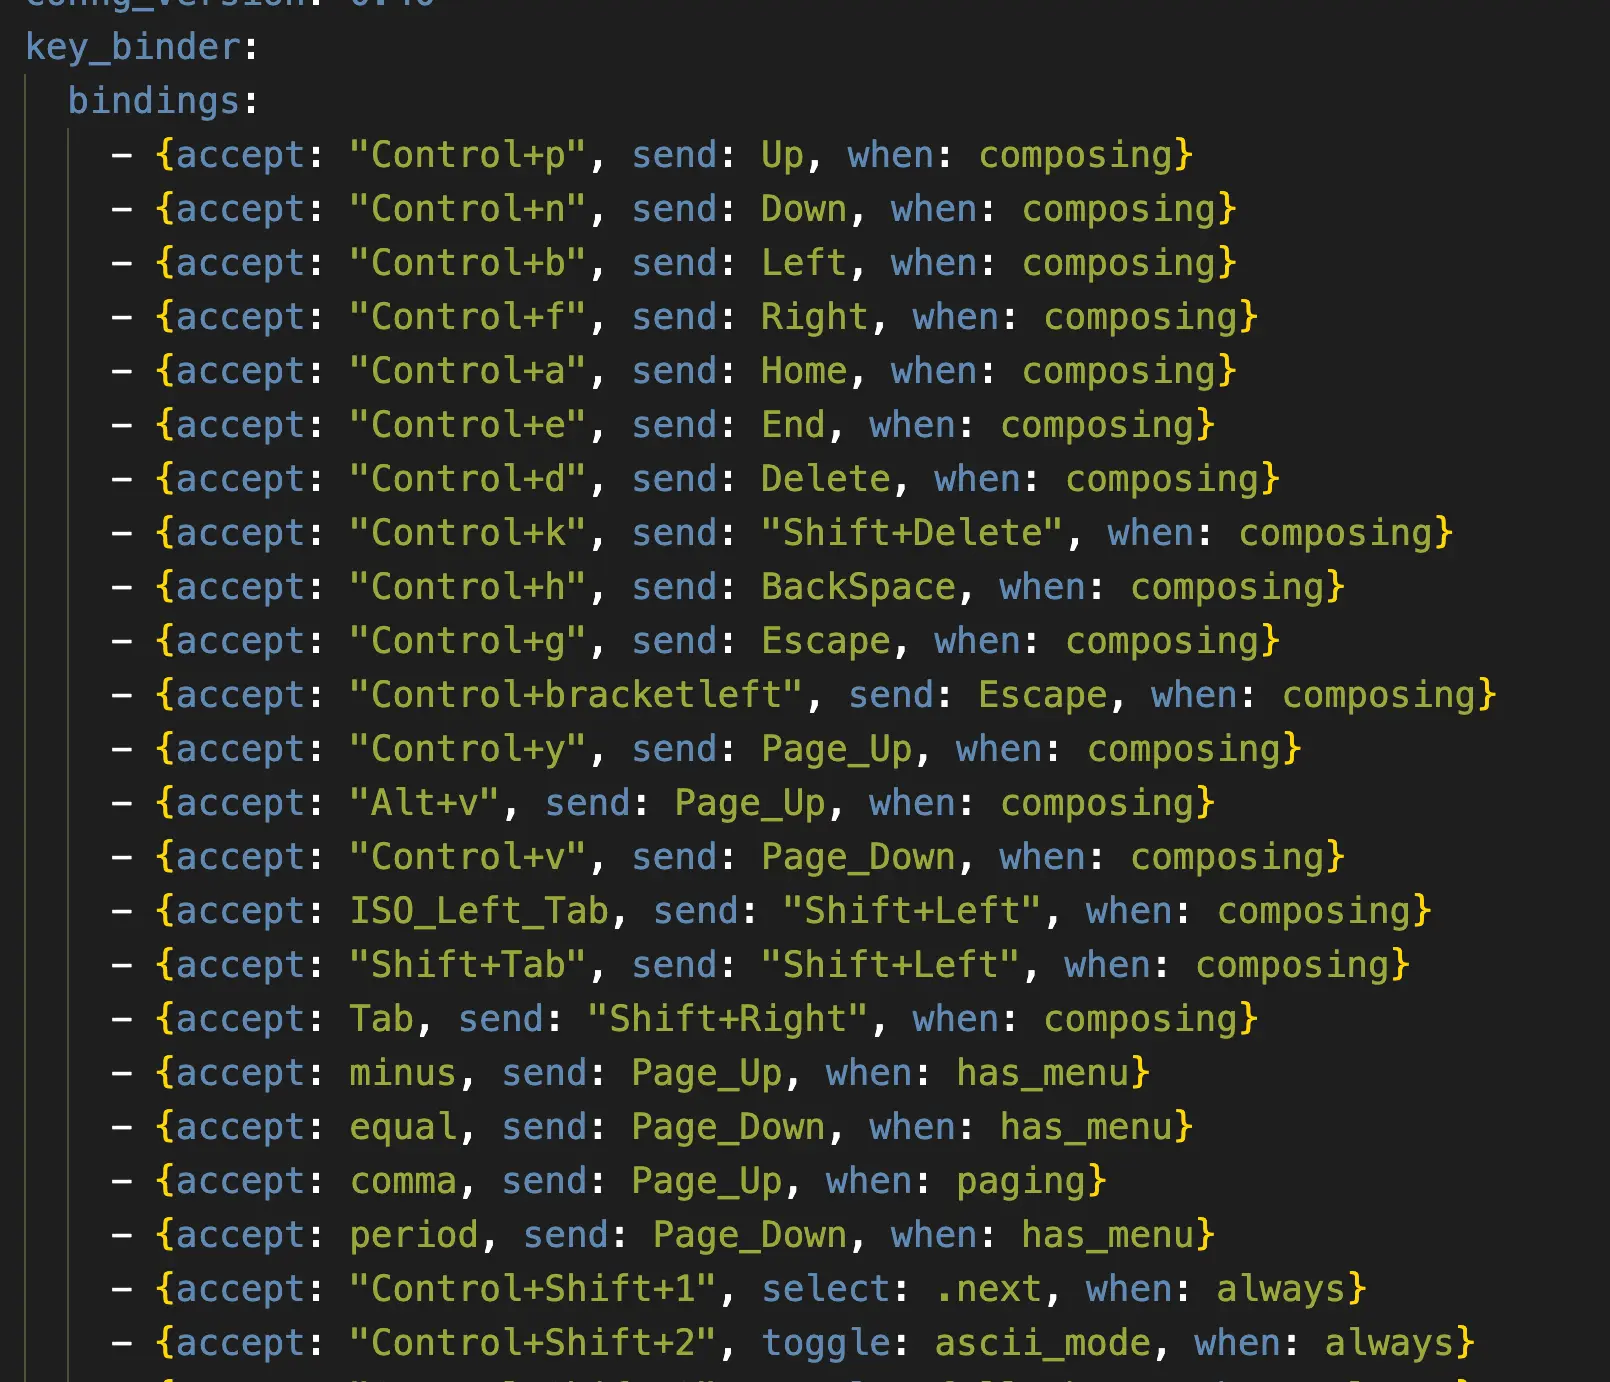 key_binder:
bindings:
- {accept: "Control+p", send: Up, when: composing}
- {accept: "Control+n", send: Down, when: composing}
- {accept: "Control+b", send: Left, when: composing}
- {accept: "Control+f", send: Right, when: composing}
- {accept: "Control+a", send: Home, when: composing}
- {accept: "Control+e", send: End, when: composing}
- {accept: "Control+d", send: Delete, when: composing}
- {accept: "Control+k", send: "Shift+Delete", when: composing}
- {accept: "Control+h", send: BackSpace, when: composing}
- {accept: "Control+g", send: Escape, when: composing}
- {accept: "Control+bracketleft", send: Escape, when: composing}
- {accept: "Control+y", send: Page_Up, when: composing}
- {accept: "Alt+v", send: Page_Up, when: composing}
- {accept: "Control+v", send: Page_Down, when: composing}
- {accept: ISO_Left_Tab, send: "Shift+Left", when: composing}
- {accept: "Shift+Tab", send: "Shift+Left", when: composing}
- {accept: Tab, send: "Shift+Right", when: composing}
- {accept: minus, send: Page_Up, when: has_menu}
- {accept: equal, send: Page_Down, when: has_menu}
- {accept: comma, send: Page_Up, when: paging}
- {accept: period, send: Page_Down, when: has_menu}
- {accept: "Control+Shift+1", select: .next, when: always}
- {accept: "Control+Shift+2", toggle: ascii_mode, when: always}